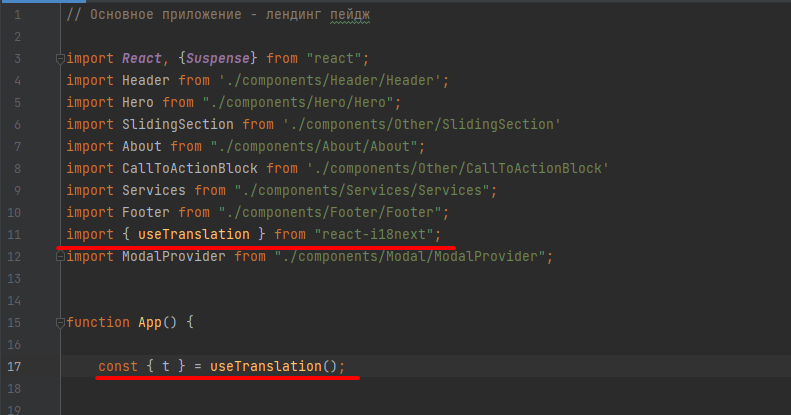 1 // Основное приложение - лендинг пейдж
2
3 import React, {Suspense} from "react";
4 import Header from './components/Header/Header';
5 import Hero from "./components/Hero/Hero";
6 import SlidingSection from './components/Other/SlidingSection'
7 import About from "./components/About/About";
8 import CallToActionBlock from './components/Other/CallToActionBlock'
9 import Services from "./components/Services/Services";
10 import Footer from "./components/Footer/Footer";
11 import { useTranslation } from "react-i18next";
12 import ModalProvider from "./components/Modal/ModalProvider";
13
14
15 function App() {
16
17 const { t } = useTranslation();
18
19